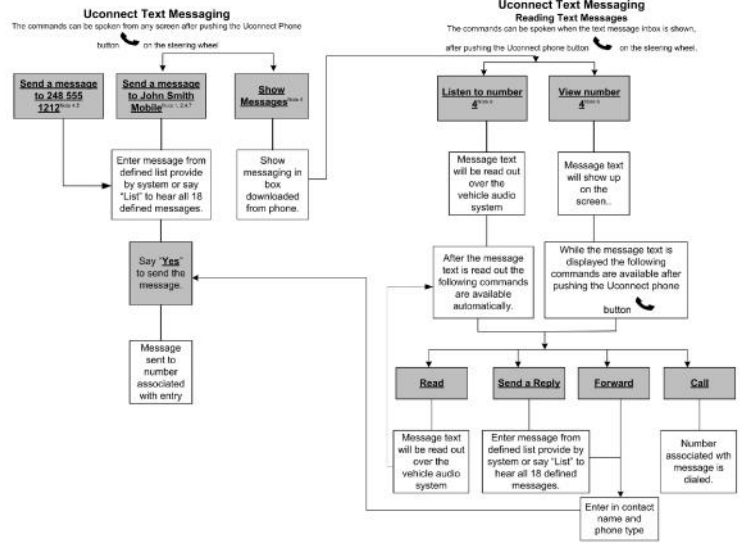 Uconnect Text Messaging
The commands can be spoken from any screen after pushing the Uconnect Phone
button on the steering wheel
Send a message
to 248 555
1212
Send a message
to John Smith
Mobile
Show
Messages
Enter message from
defined list provide
by system or say
"List" to hear all 18
defined messages.
Show
messaging in
box
downloaded
from phone.
Say "Yes"
to send the
message.
Message
sent to
number
associated
with entry
Uconnect Text Messaging
Reading Text Messages
The commands can be spoken when the text message inbox is shown,
after pushing the Uconnect phone button on the steering wheel.
Listen to number
4
View number
4
Message text
will be read out
over the
vehicle audio
system
Message text
will show up
on the
screen..
After the message
text is read out the
following commands
are available
automatically.
While the message text is
displayed the following
commands are available after
pushing the Uconnect phone
button
Read
Send a Reply
Forward
Call
Message text
will be read out
over the
vehicle audio
system
Enter message from
defined list provide by
system or say "List" to
hear all 18 defined
messages.
Number
associated wth
message is
dialed.
Enter in contact
name and
phone type